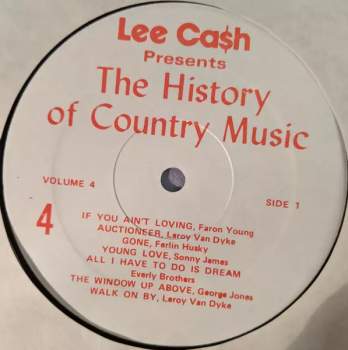 Lee Ca$h
Presents
The History
of Country Music
VOLUME 4
SIDE 1
4
IF YOU AIN'T LOVING, Faron Young
AUCTIONEER, Leroy Van Dyke
GONE, Ferlin Husky
YOUNG LOVE, Sonny James
ALL I HAVE TO DO IS DREAM
Everly Brothers
THE WINDOW UP ABOVE, George Jones
WALK ON BY, Leroy Van Dyke